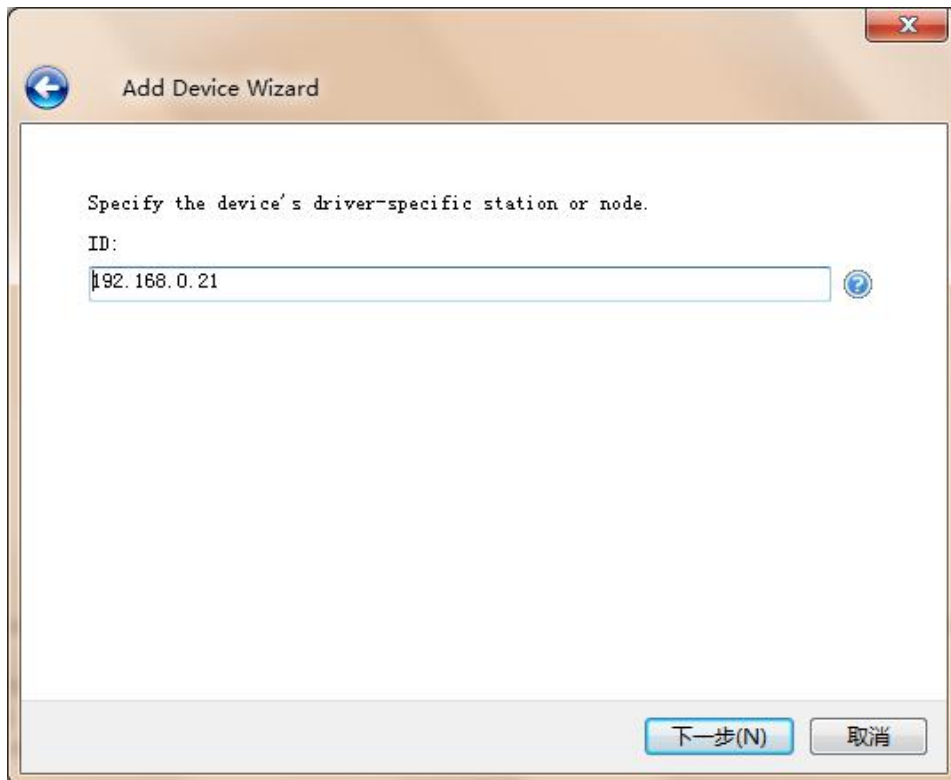 Add Device Wizard
Specify the device's driver-specific station or node.
ID:
192.168.0.21
下一步(N)
取消